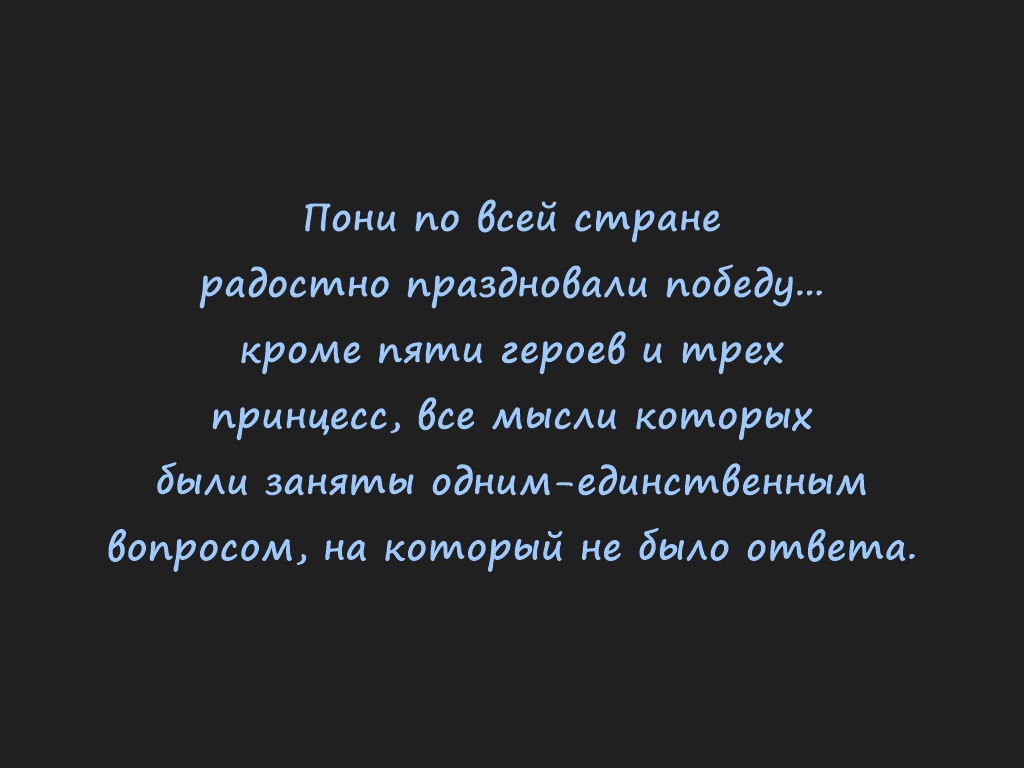 Пони по всей стране
радостно праздновали победу...
кроме пяти героев и трех
принцесс, все мысли которых
были заняты одним-единственным
вопросом, на который не было ответа.